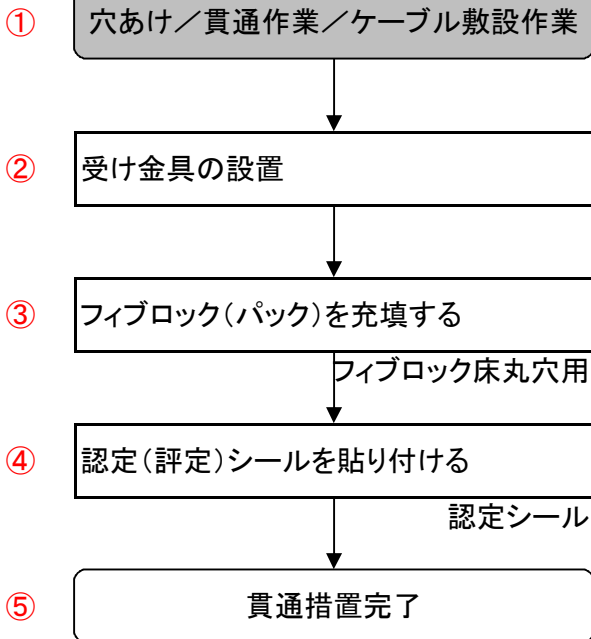 ① 穴あけ／貫通作業／ケーブル敷設作業
② 受け金具の設置
③ フィブロック（パック）を充填する
フィブロック床丸穴用
④ 認定（評定）シールを貼り付ける
認定シール
⑤ 貫通措置完了